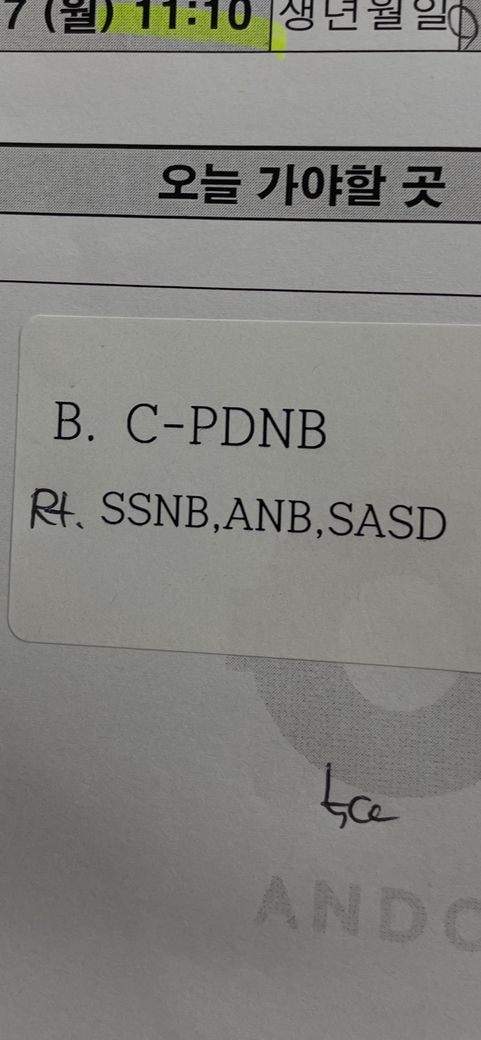 7 (월) 11:10 생년월일
오늘 가야할 곳
B. C-PDNB
Rt. SSNB,ANB,SASD
ANDO